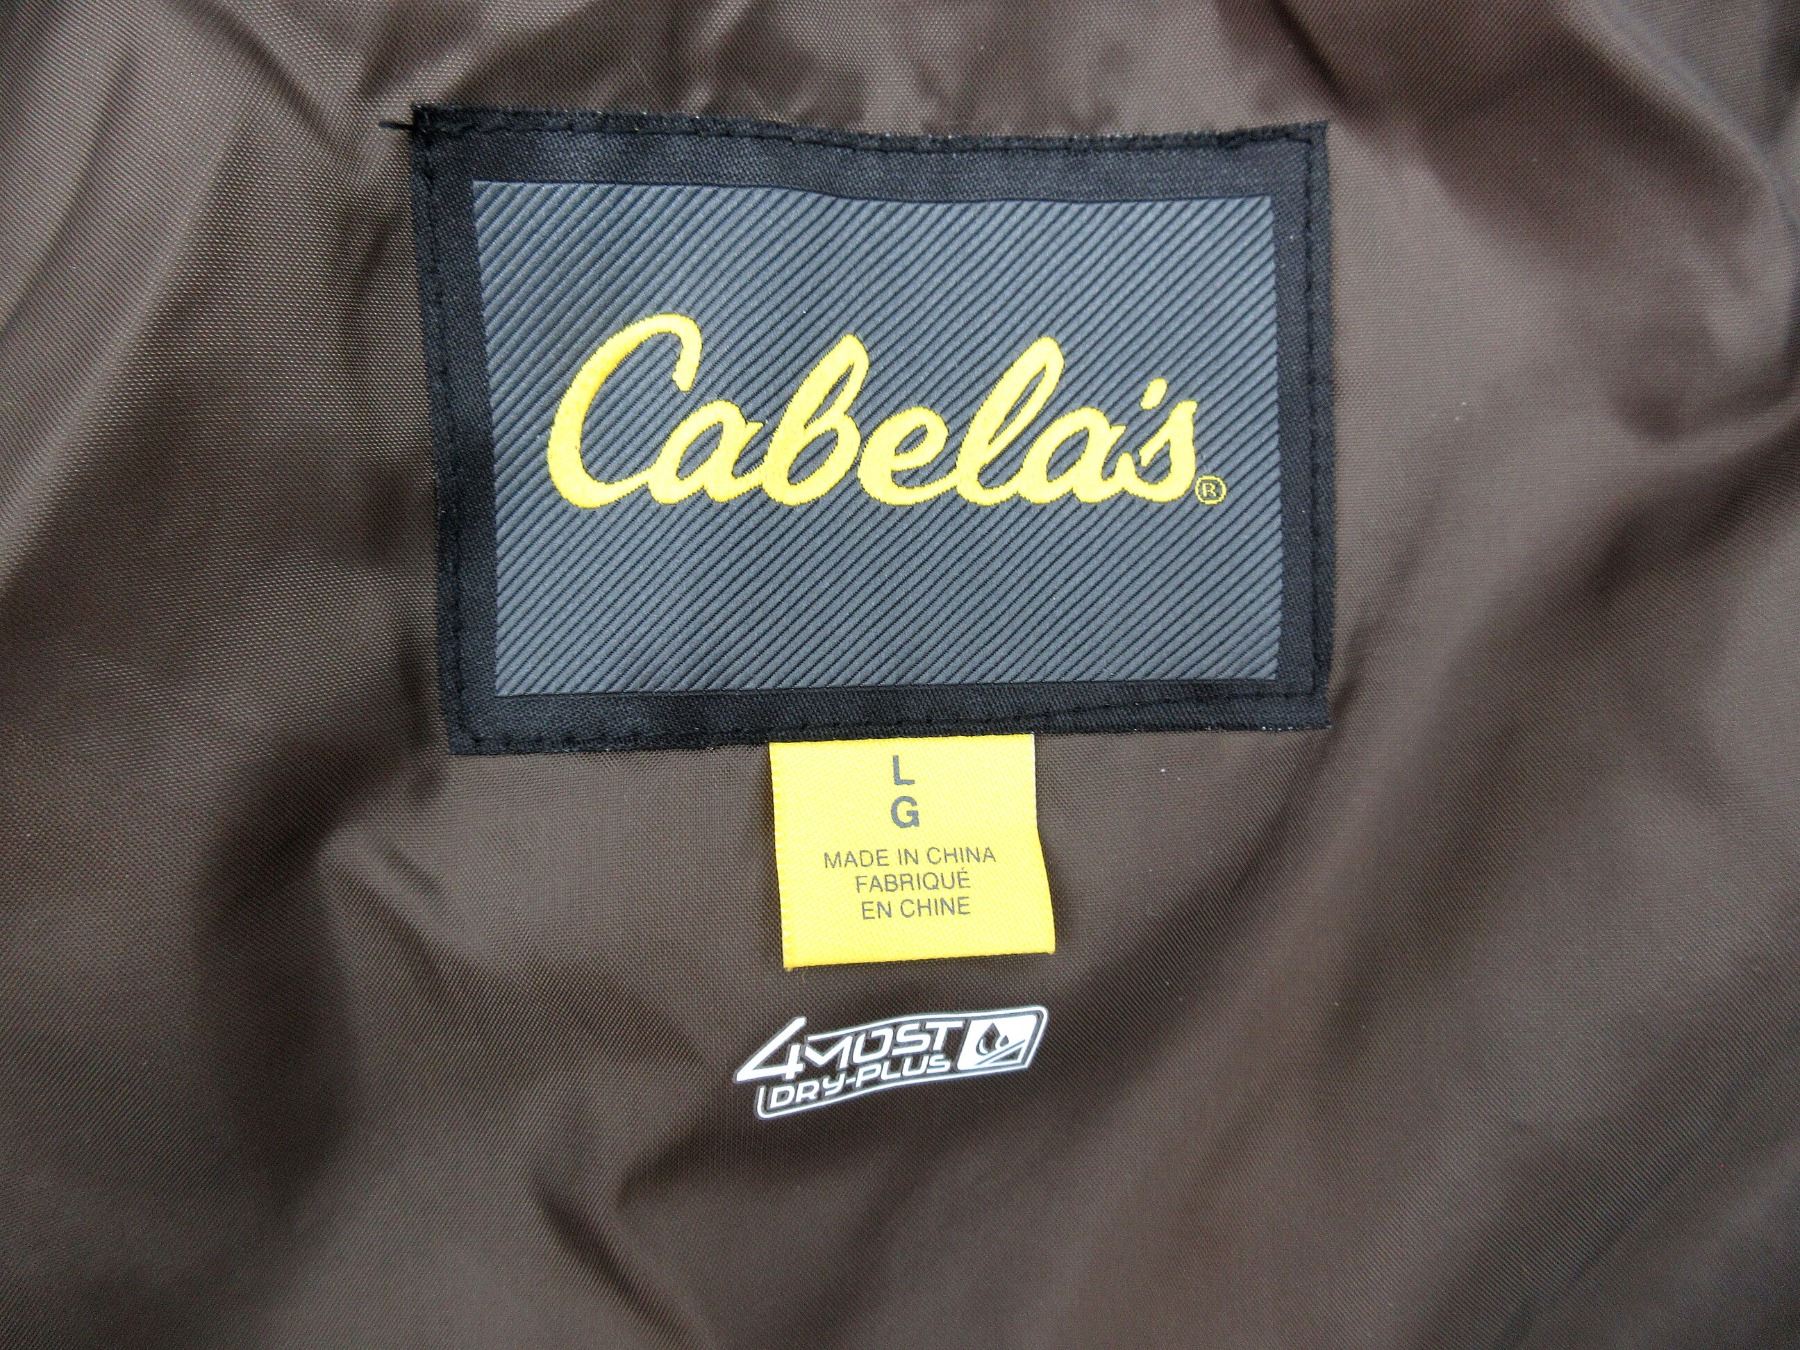 Cabela's®
L
G
MADE IN CHINA
FABRIQUÉ
EN CHINE
4MOST
DRY-PLUS